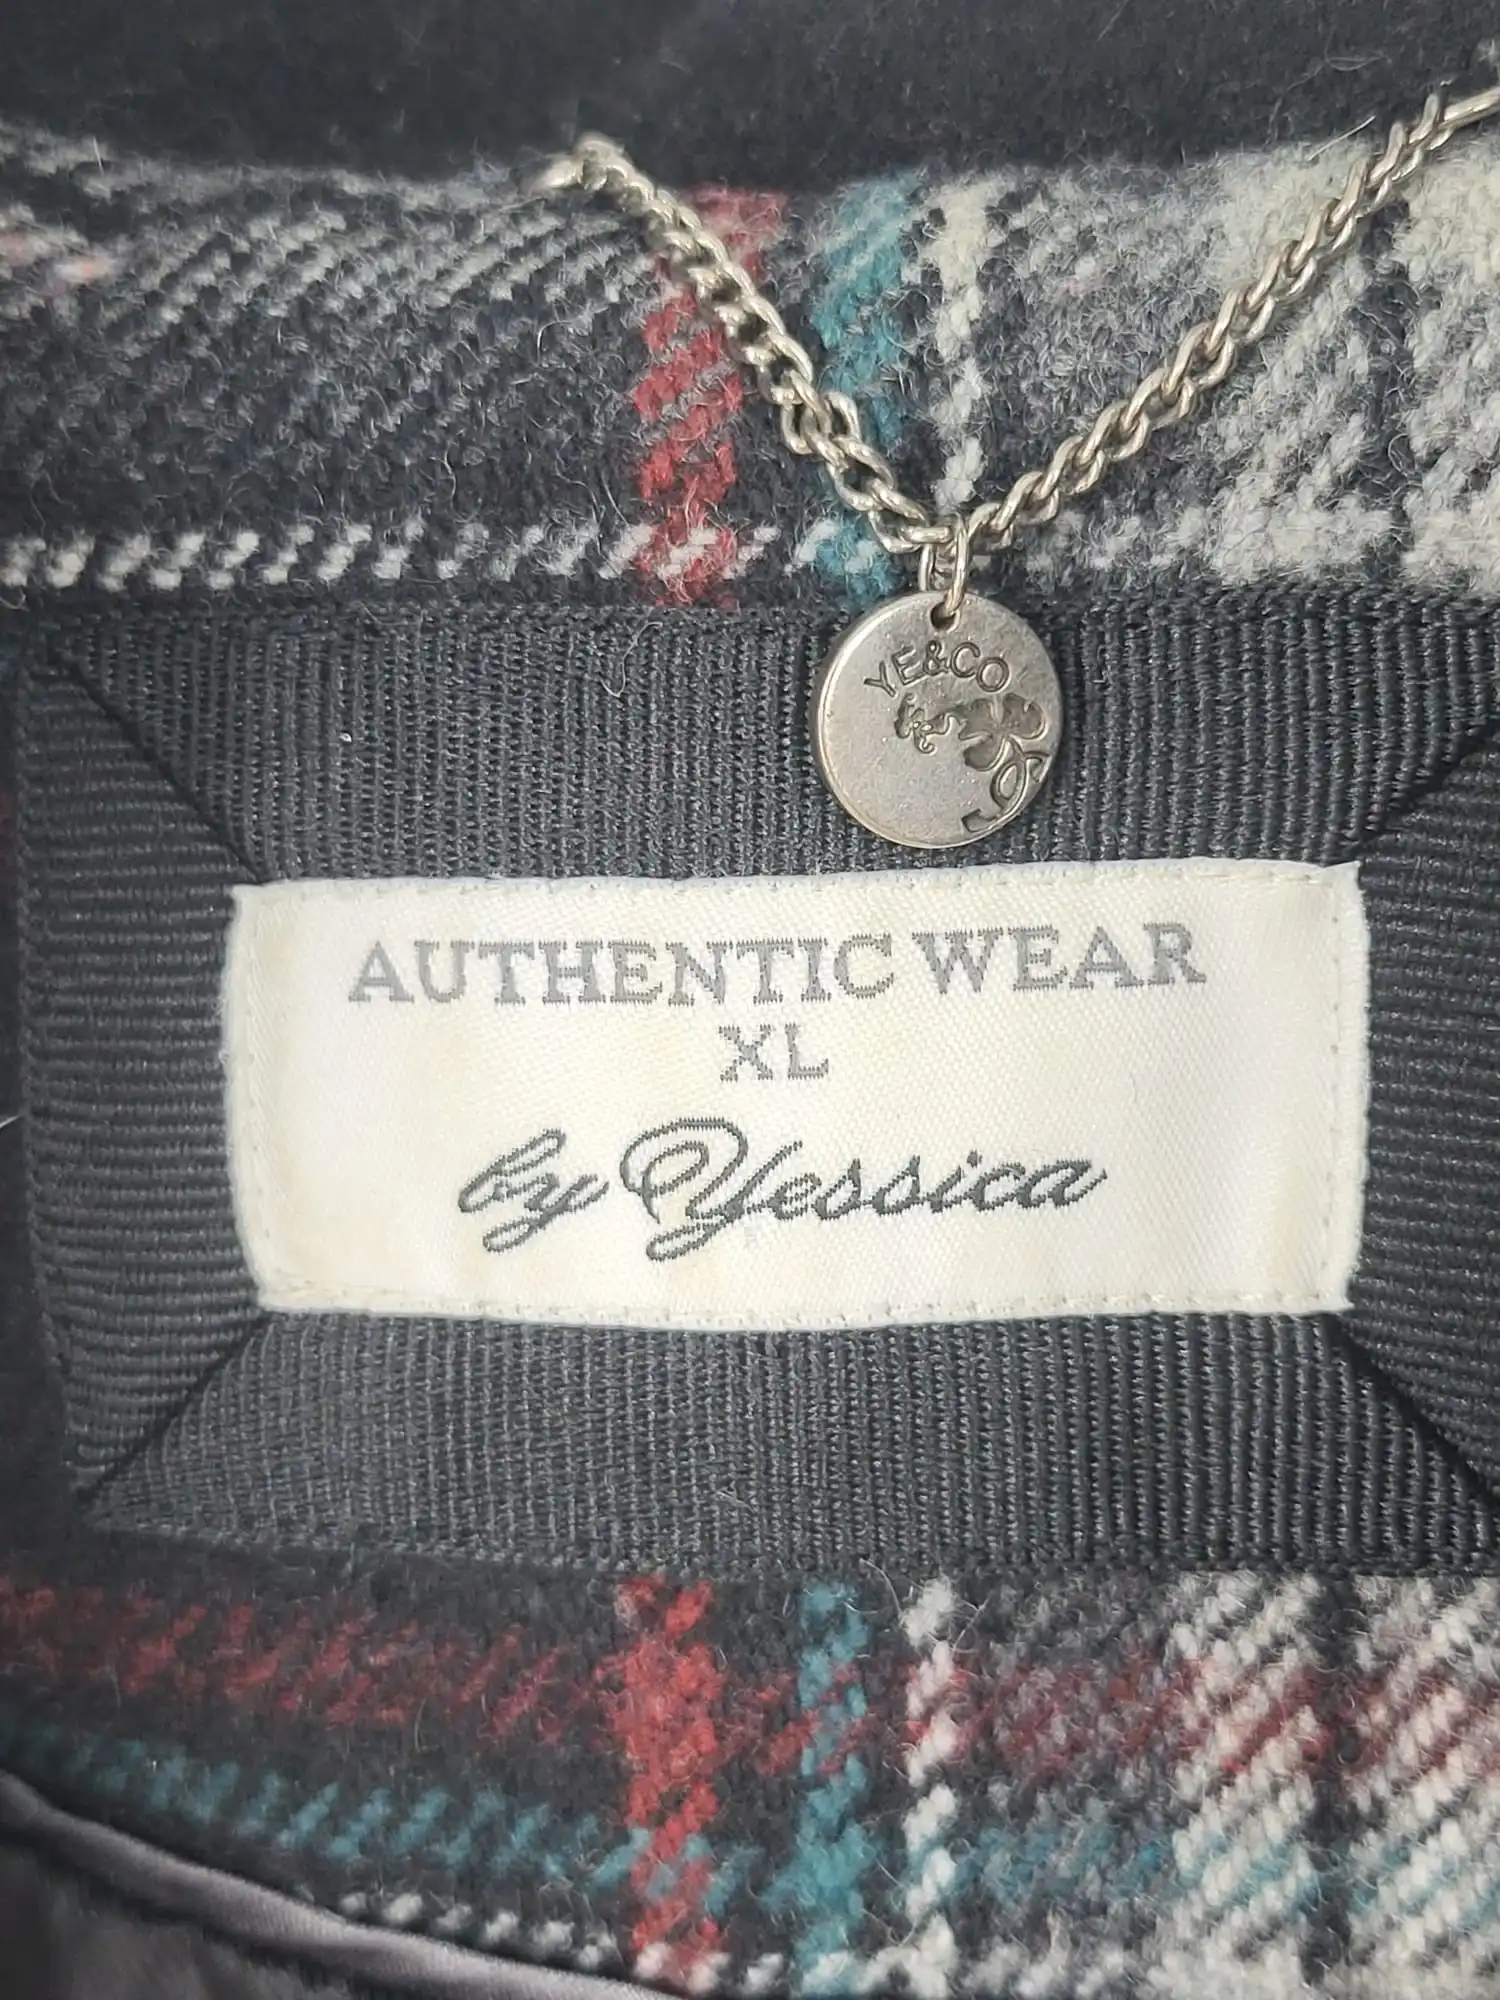 YE&CO
AUTHENTIC WEAR
XL
by Yessica